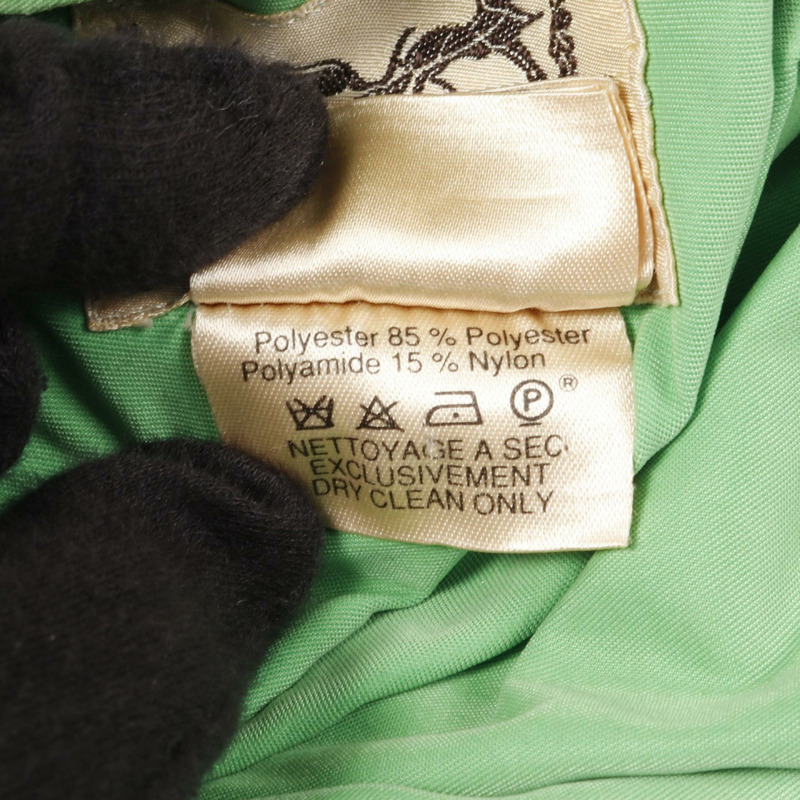 Polyester 85 % Polyester
Polyamide 15 % Nylon
P ®
NETTOYAGE A SEC
EXCLUSIVEMENT
DRY CLEAN ONLY